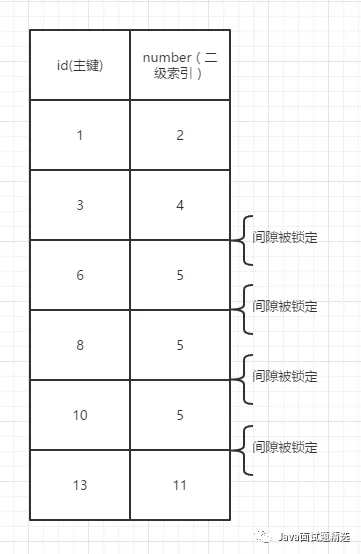 id(主键)
number（二
级索引）
1
2
3
4
间隙被锁定
6
5
间隙被锁定
8
5
间隙被锁定
10
5
间隙被锁定
13
11
Java面试题精选